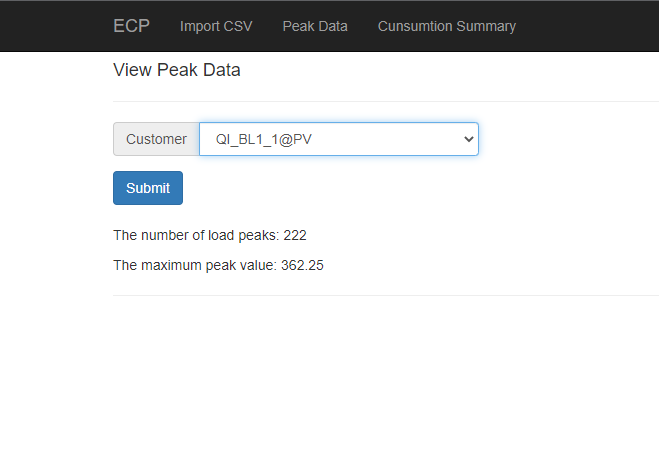 ECP Import CSV Peak Data Cunsumtion Summary
View Peak Data
Customer QI_BL1_1@PV
Submit
The number of load peaks: 222
The maximum peak value: 362.25